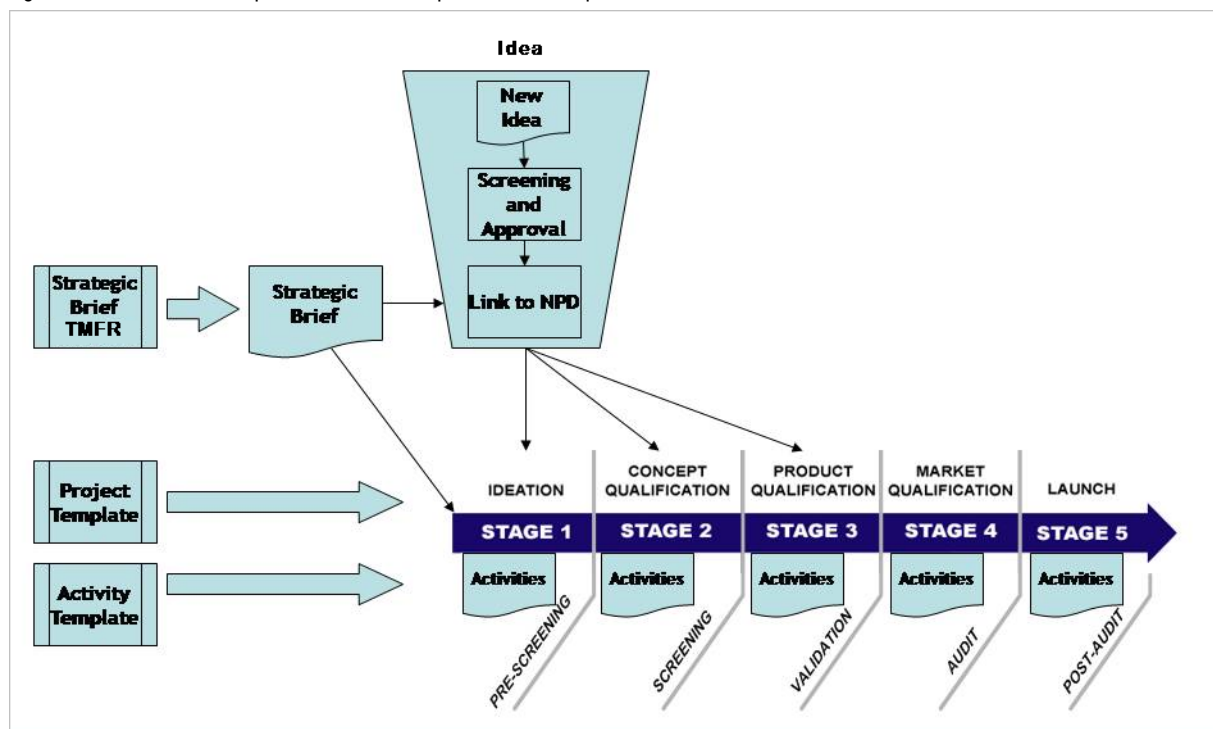 Idea
New
Idea
Screening
and
Approval
Link to NPD
Strategic
Brief
TMFR
Strategic
Brief
Project
Template
Activity
Template
IDEATION
CONCEPT
QUALIFICATION
PRODUCT
QUALIFICATION
MARKET
QUALIFICATION
LAUNCH
STAGE 1
STAGE 2
STAGE 3
STAGE 4
STAGE 5
Activities
Activities
Activities
Activities
Activities
PRE-SCREENING
SCREENING
VALIDATION
AUDIT
POST-AUDIT